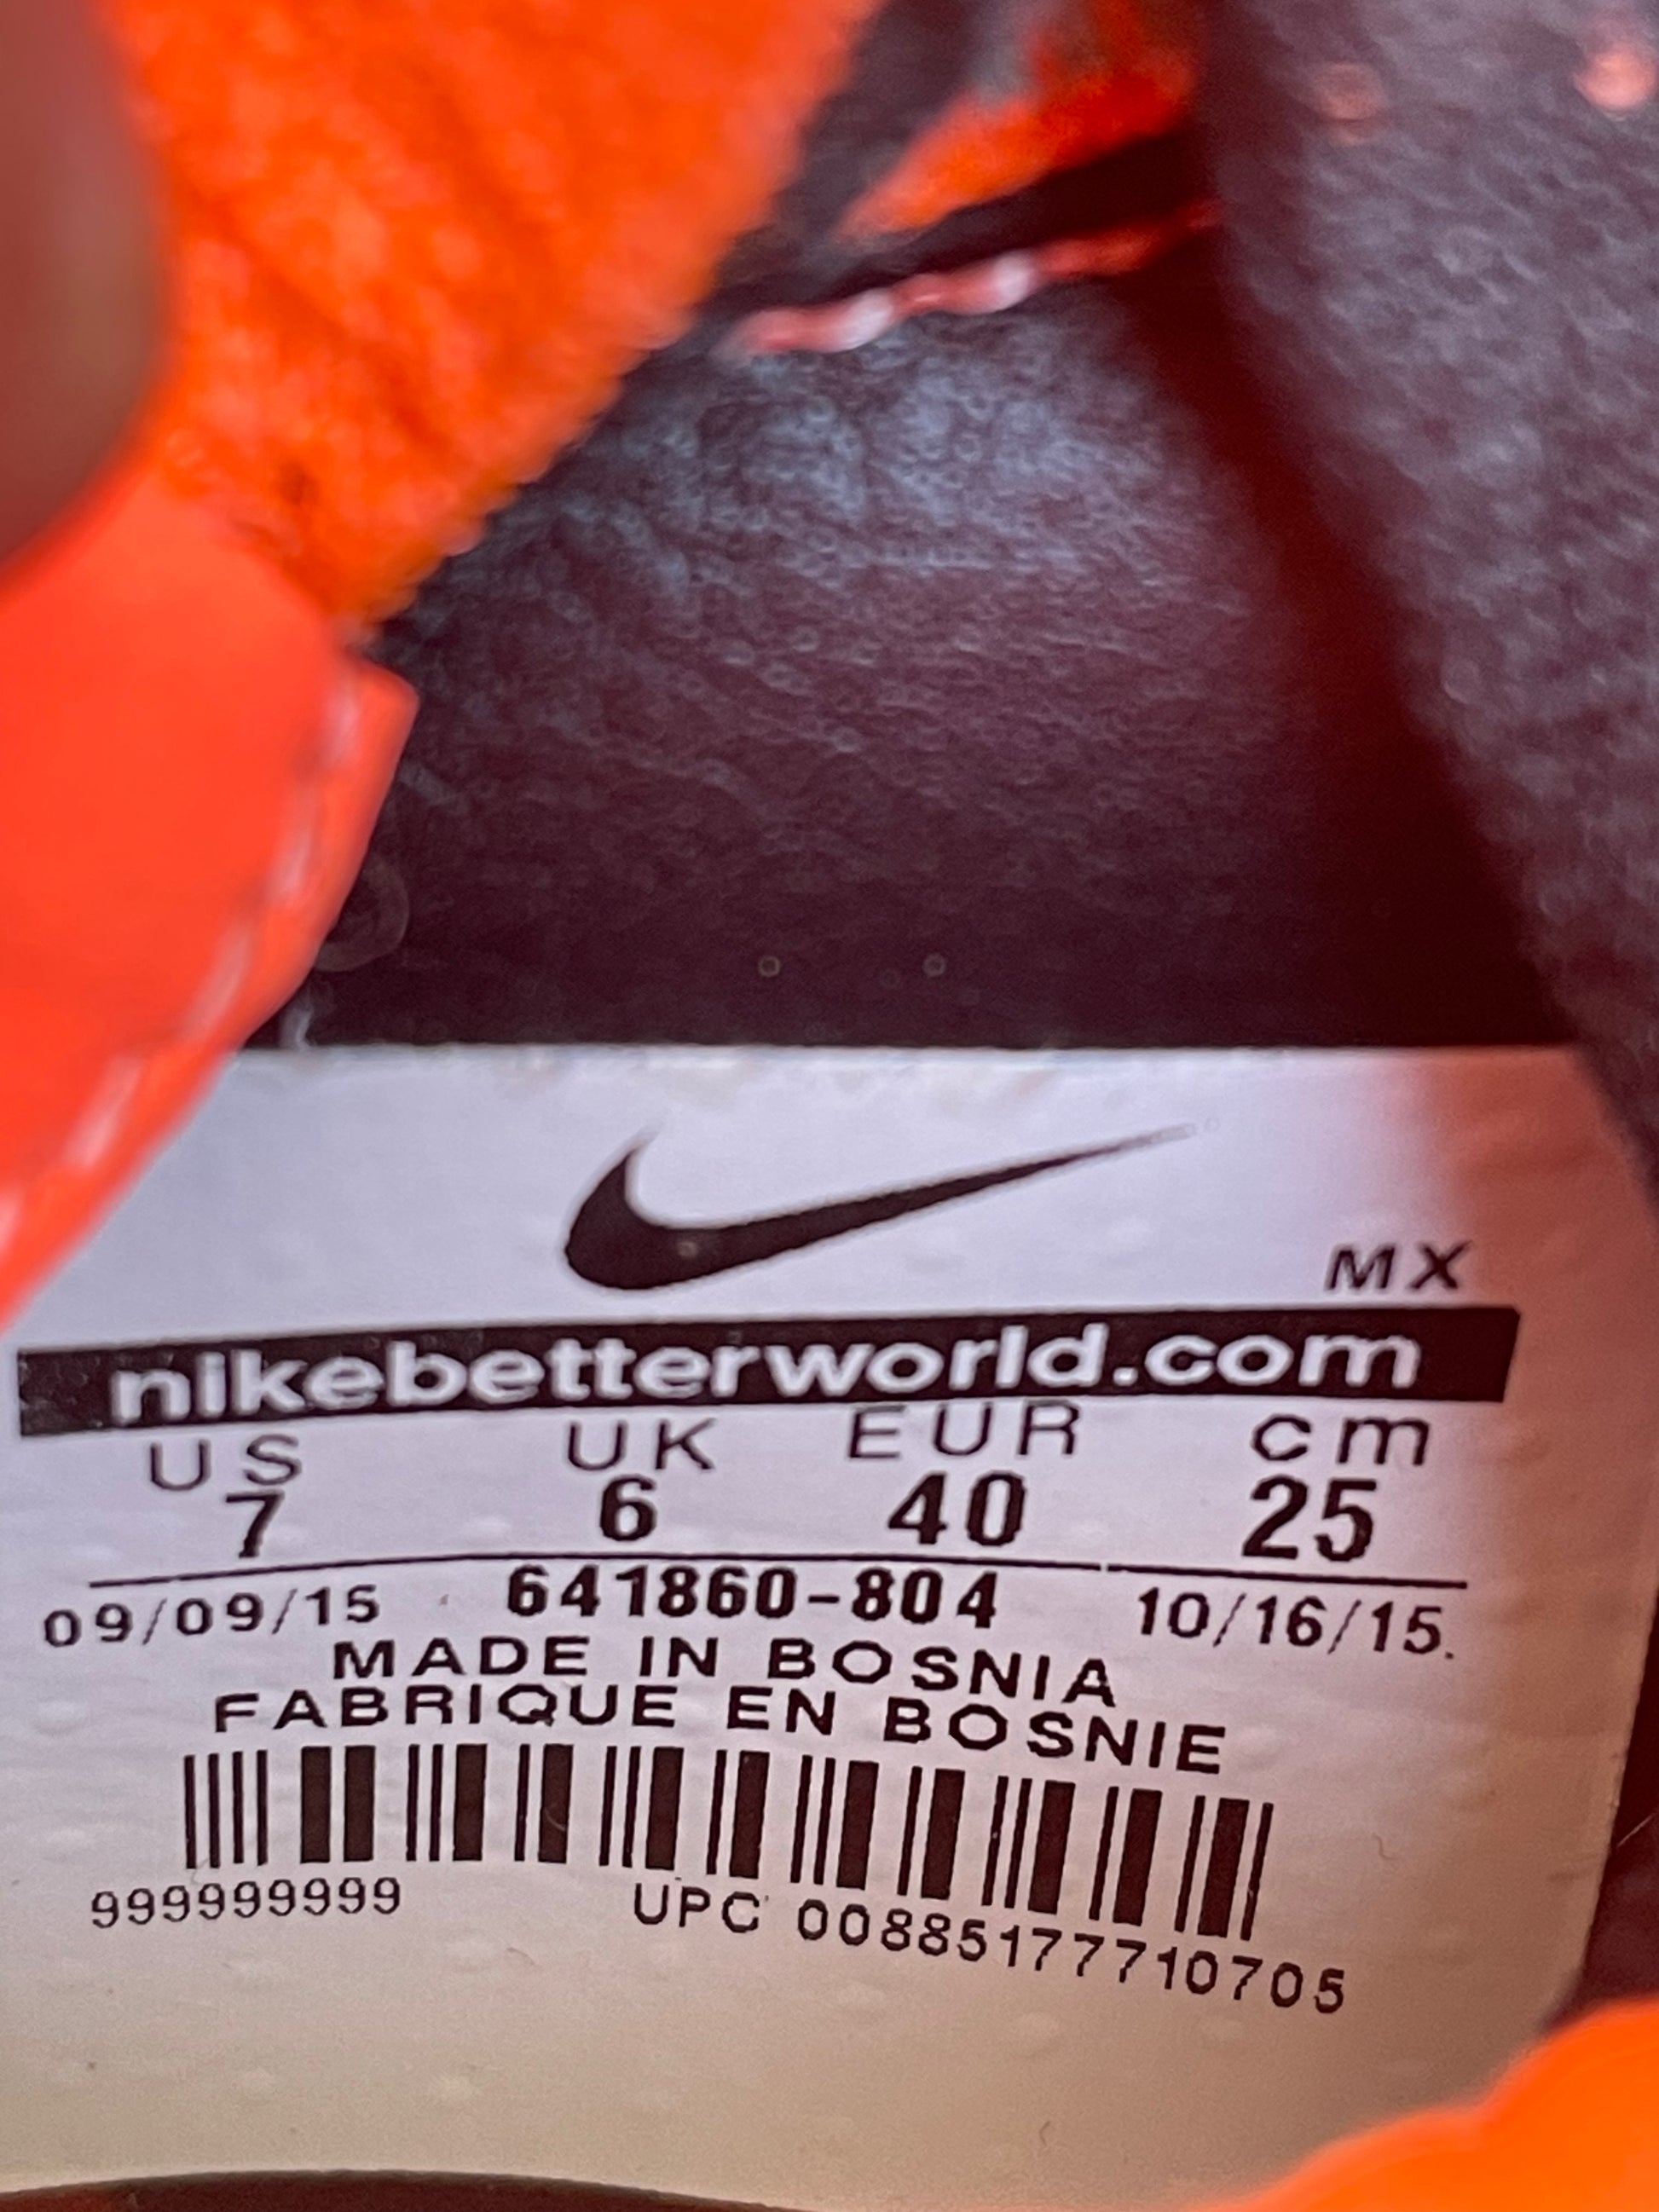 MX
nikebetterworld.com
US UK EUR cm
7 6 40 25
09/09/15 641860-804 10/16/15.
MADE IN BOSNIA
FABRIQUE EN BOSNIE
999999999 UPC 00885177710705